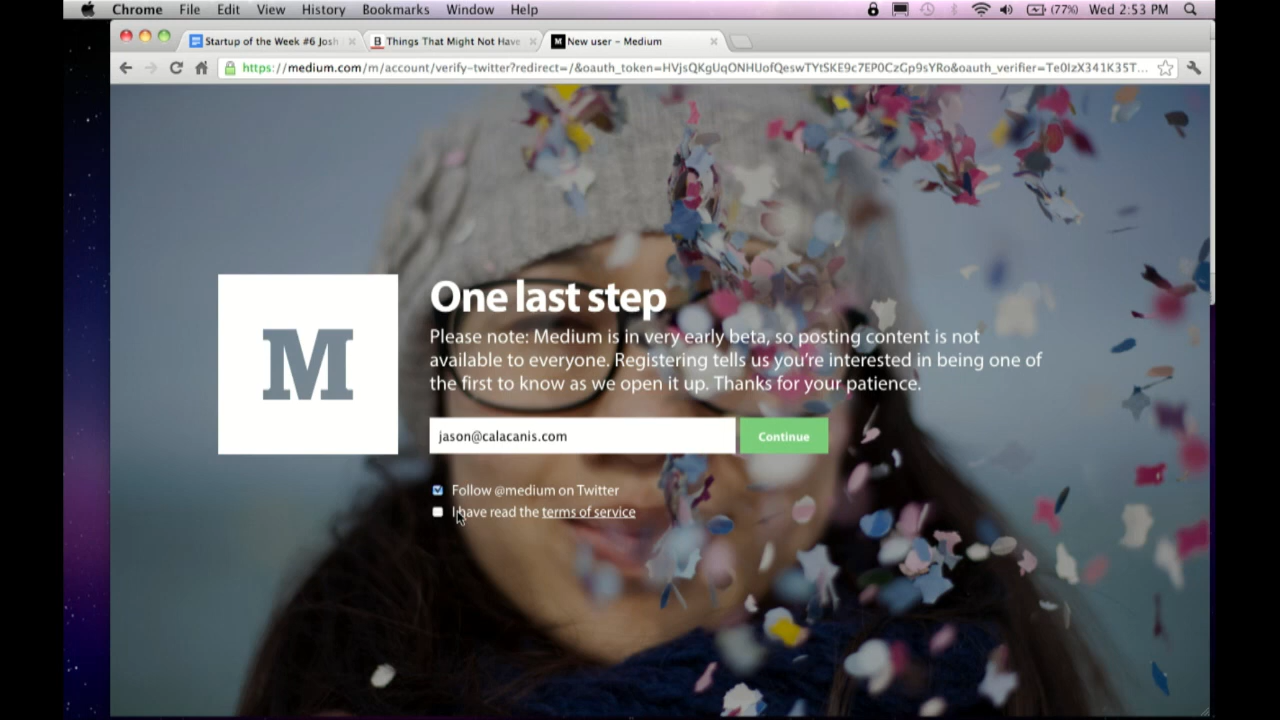 Chrome File Edit View History Bookmarks Window Help (77%) Wed 2:53 PM
Startup of the Week #6 Josh
B Things That Might Not Have
M New user – Medium
https://medium.com/m/account/verify-twitter?redirect=/&oauth_token=HVjsQKgUqONHUofQeswTYtSKE9c7EP0CzGp9sYRo&oauth_verifier=Te0IzX341K35T...
M
One last step
Please note: Medium is in very early beta, so posting content is not
available to everyone. Registering tells us you're interested in being one of
the first to know as we open it up. Thanks for your patience.
jason@calacanis.com
Continue
Follow @medium on Twitter
I have read the terms of service